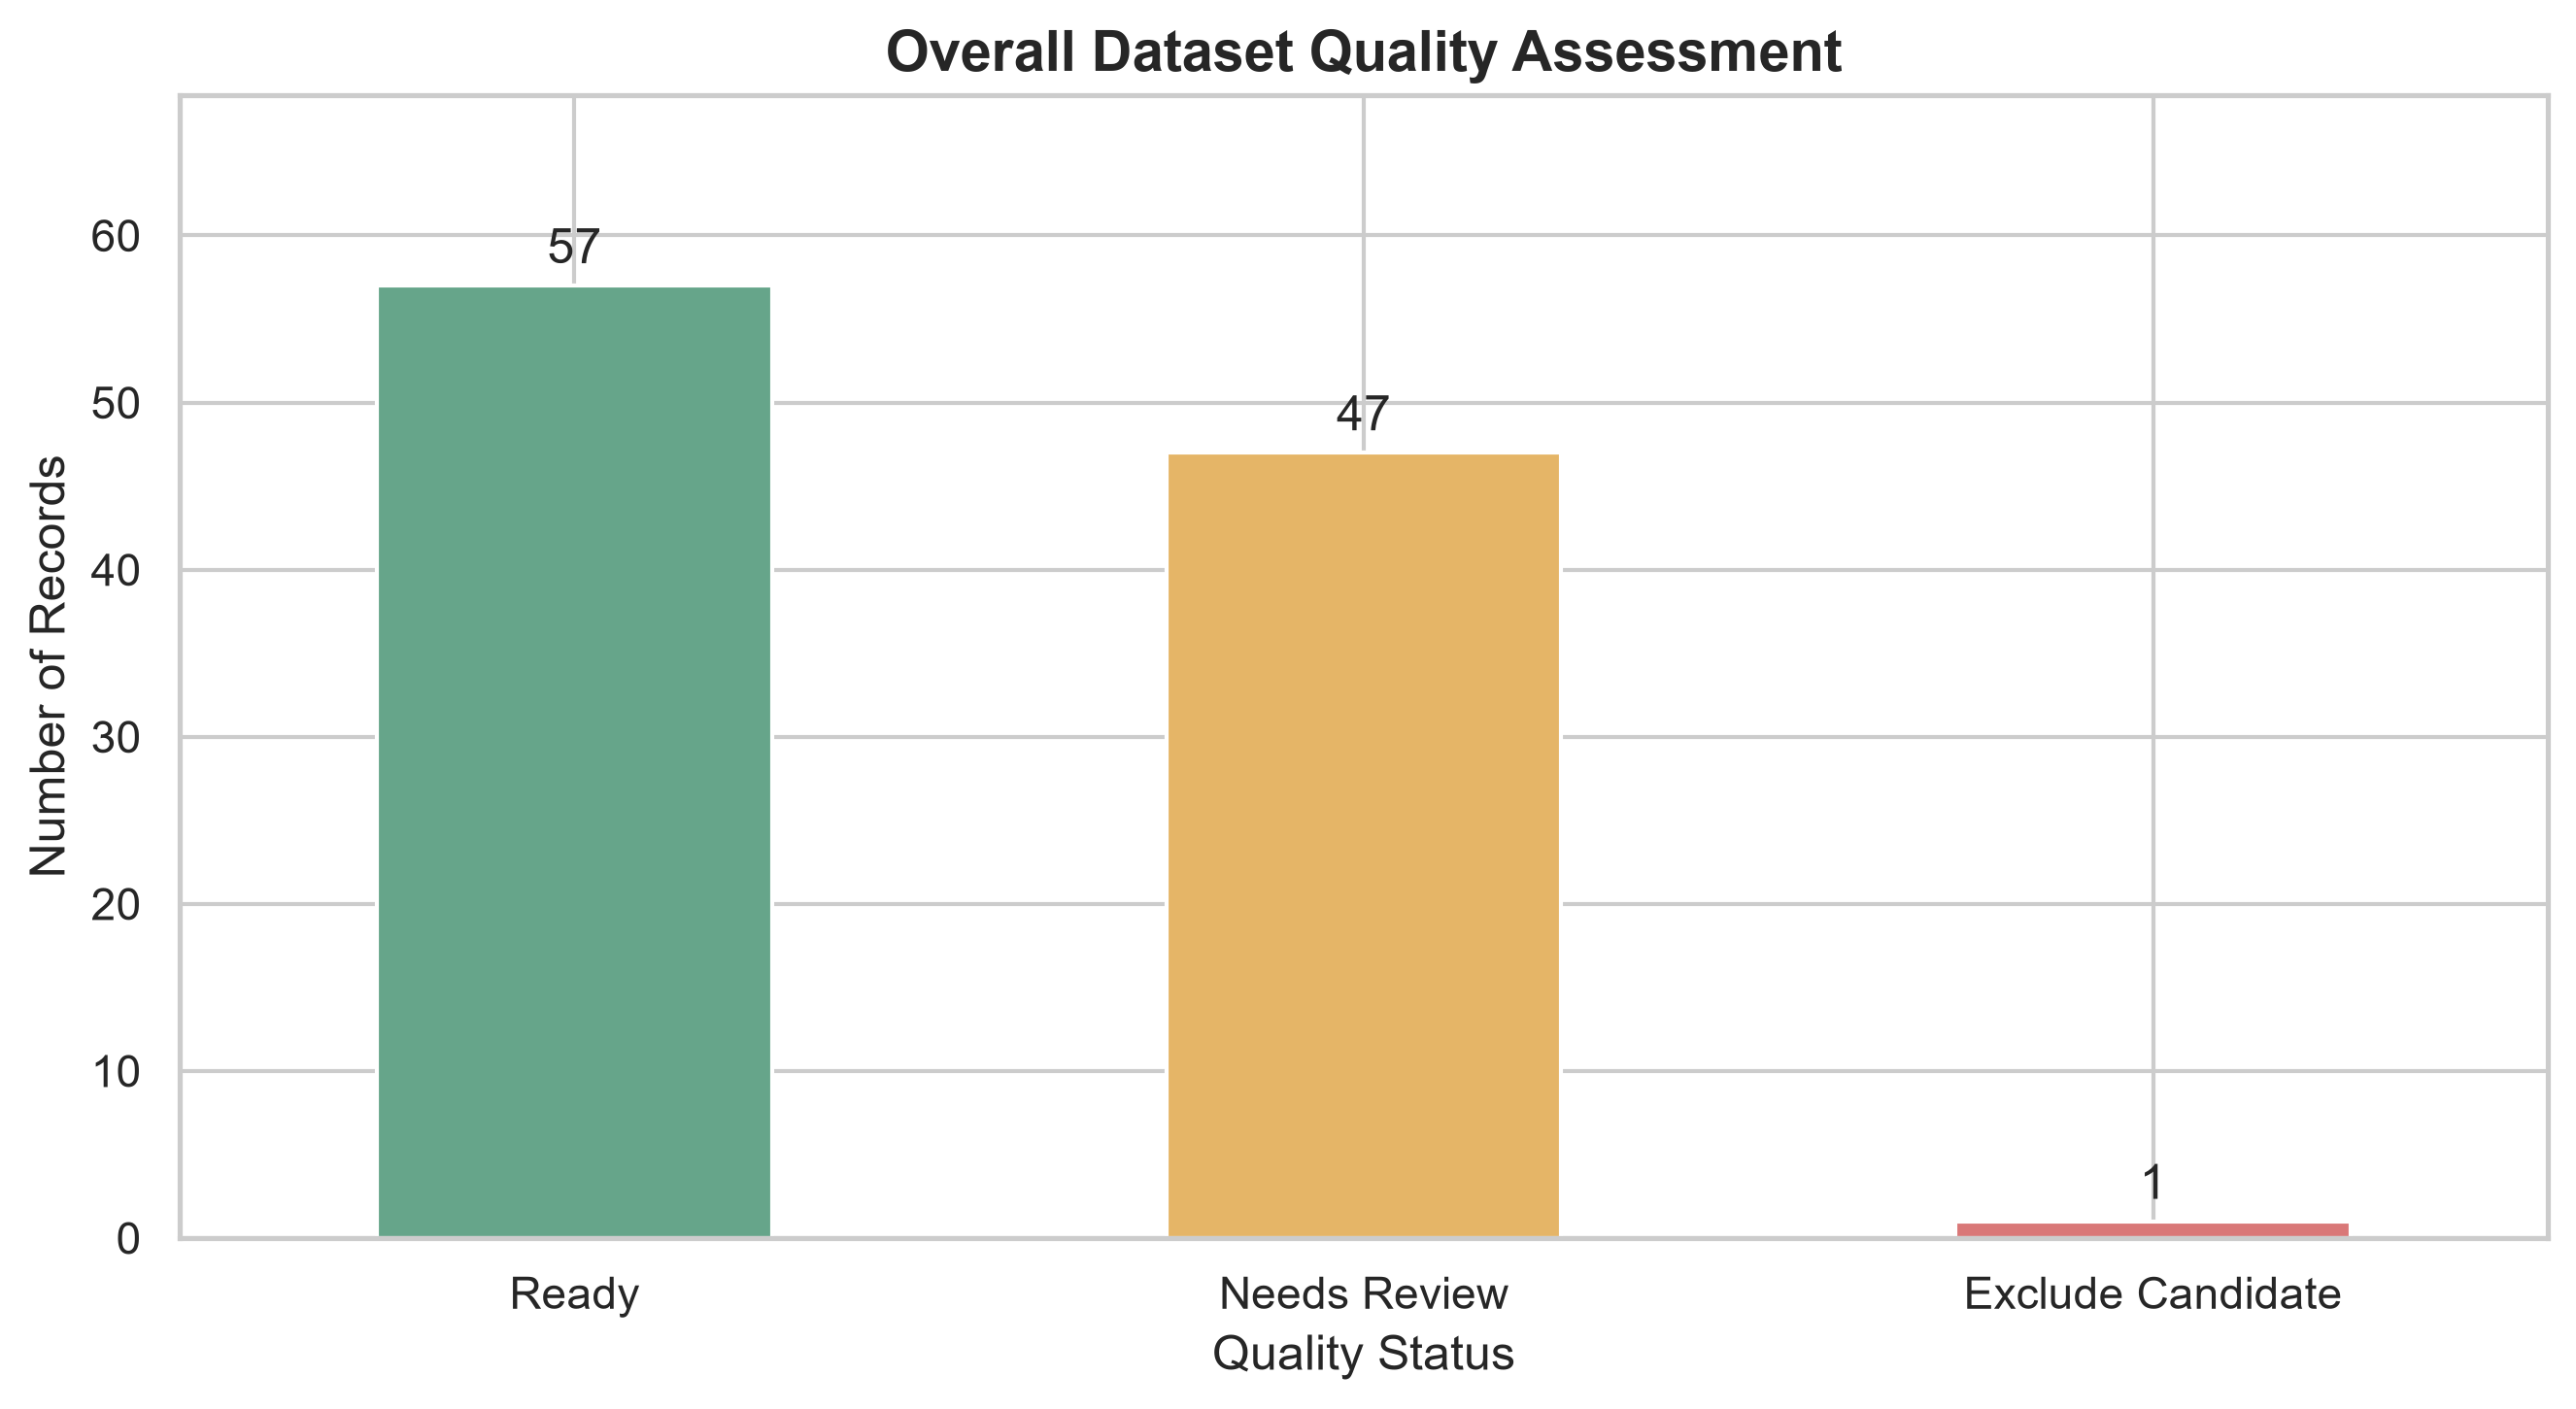 Overall Dataset Quality Assessment
Number of Records
60
50
40
30
20
10
0
57
47
1
Ready
Needs Review
Exclude Candidate
Quality Status